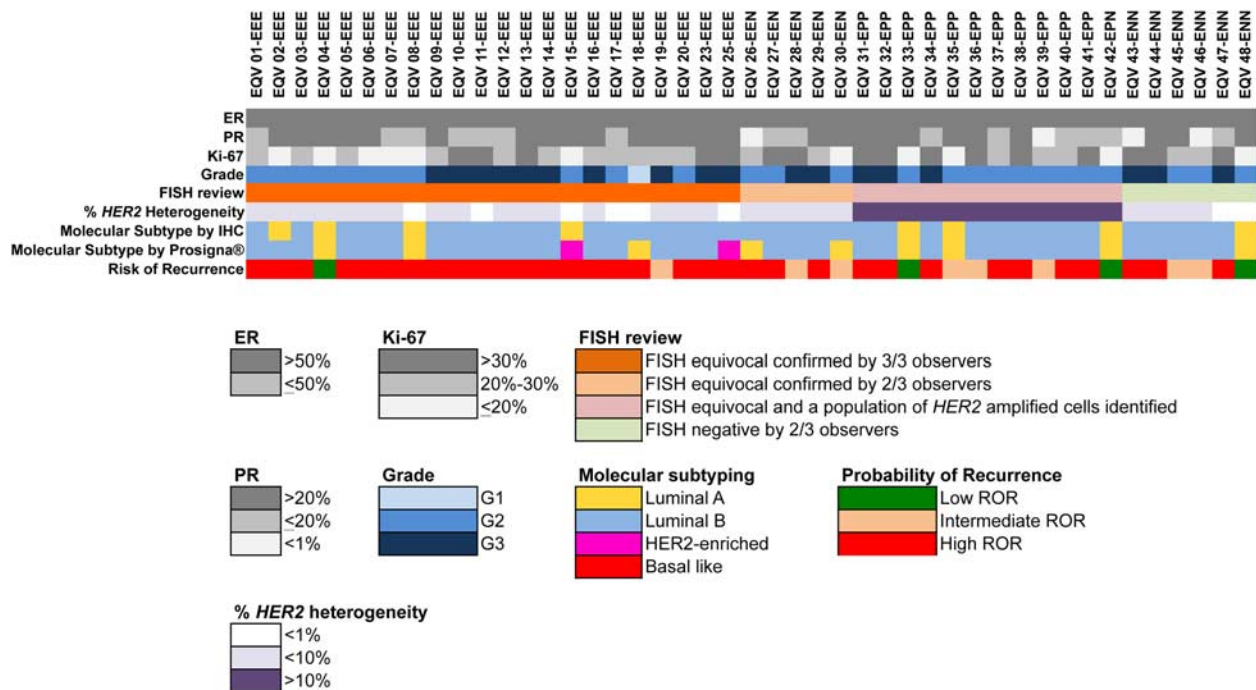 EQV 01-EEE
EQV 02-EEE
EQV 03-EEE
EQV 04-EEE
EQV 05-EEE
EQV 06-EEE
EQV 07-EEE
EQV 08-EEE
EQV 09-EEE
EQV 10-EEE
EQV 11-EEE
EQV 12-EEE
EQV 13-EEE
EQV 14-EEE
EQV 15-EEE
EQV 16-EEE
EQV 17-EEE
EQV 18-EEE
EQV 19-EEE
EQV 20-EEE
EQV 23-EEE
EQV 25-EEE
EQV 26-EEN
EQV 27-EEN
EQV 28-EEN
EQV 29-EEN
EQV 30-EEN
EQV 31-EPP
EQV 32-EPP
EQV 33-EPP
EQV 34-EPP
EQV 35-EPP
EQV 36-EPP
EQV 37-EPP
EQV 38-EPP
EQV 39-EPP
EQV 40-EPP
EQV 41-EPP
EQV 42-EPN
EQV 43-ENN
EQV 44-ENN
EQV 45-ENN
EQV 46-ENN
EQV 47-ENN
EQV 48-ENN
ER
PR
Ki-67
Grade
FISH review
% HER2 Heterogeneity
Molecular Subtype by IHC
Molecular Subtype by Prosigna®
Risk of Recurrence
ER
>50%
≤50%
Ki-67
>30%
20%-30%
≤20%
FISH review
FISH equivocal confirmed by 3/3 observers
FISH equivocal confirmed by 2/3 observers
FISH equivocal and a population of HER2 amplified cells identified
FISH negative by 2/3 observers
PR
>20%
≤20%
<1%
Grade
G1
G2
G3
Molecular subtyping
Luminal A
Luminal B
HER2-enriched
Basal like
Probability of Recurrence
Low ROR
Intermediate ROR
High ROR
% HER2 heterogeneity
<1%
<10%
>10%